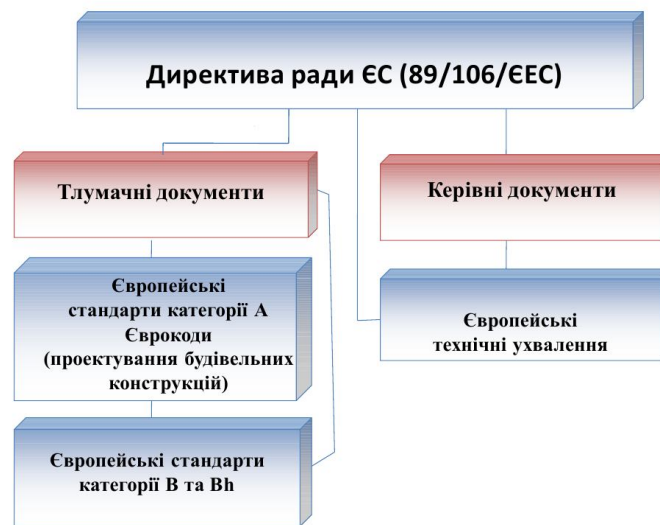 Директива ради ЄС (89/106/ЄЕС)
Тлумачні документи
Керівні документи
Європейські
стандарти категорії А
Єврокоди
(проектування будівельних
конструкцій)
Європейські
технічні ухвалення
Європейські стандарти
категорії В та Вh